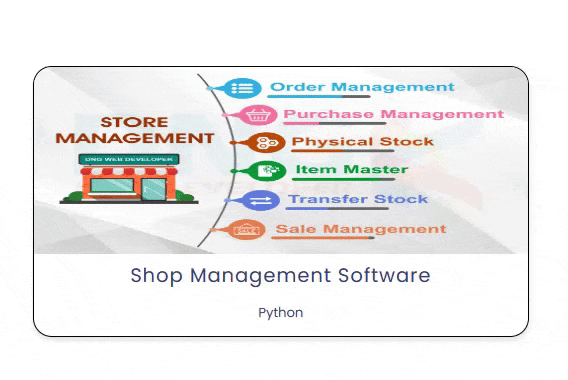 STORE
MANAGEMENT
DNG WEB DEVELOPER
Order Management
Purchase Management
Physical Stock
Item Master
Transfer Stock
SALE
Sale Management
Shop Management Software
Python